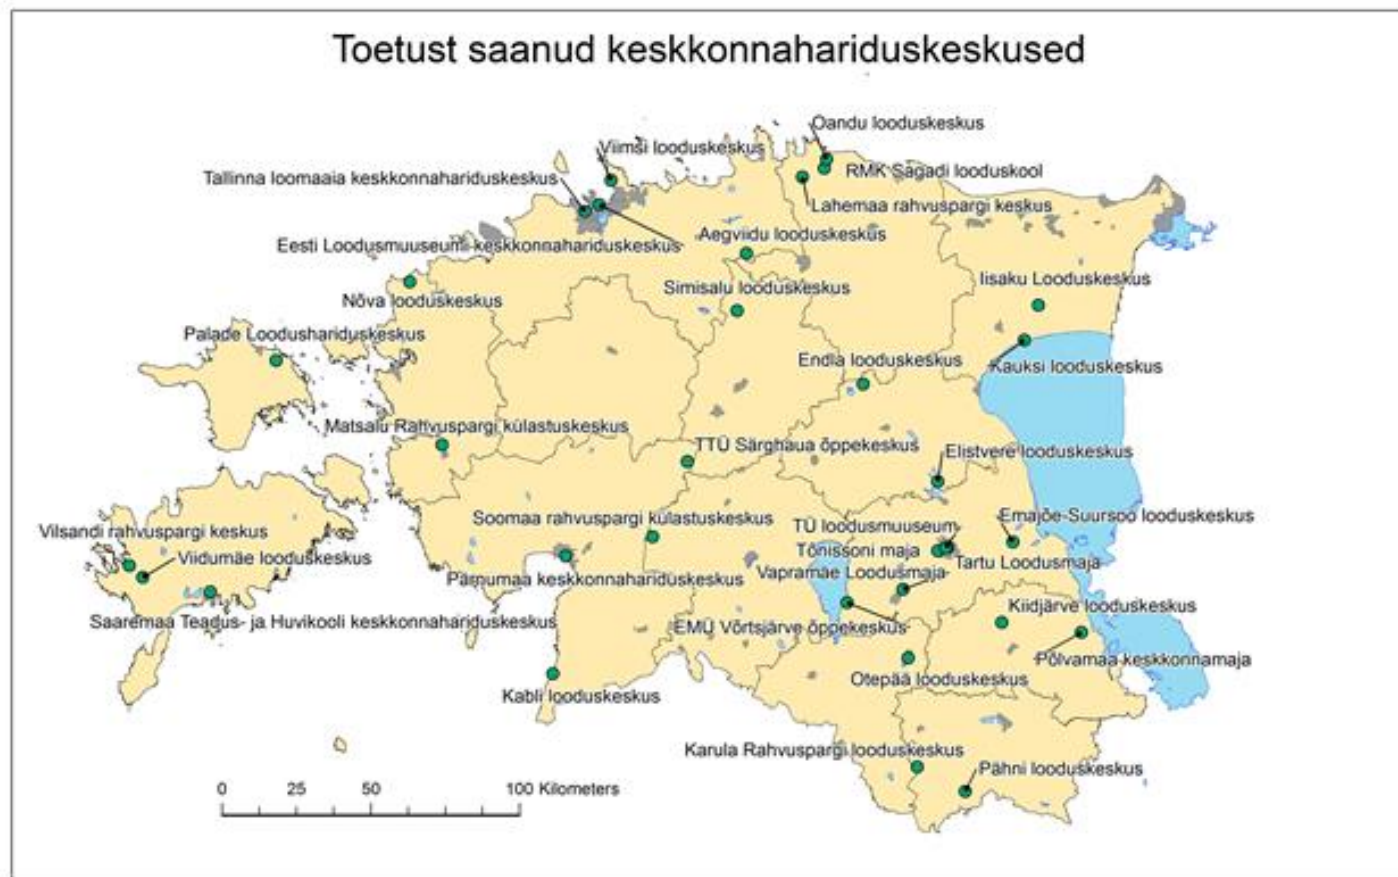 Toetust saanud keskkonnahariduskeskused
Oandu looduskeskus
Viimsi looduskeskus
RMK Sagadi looduskool
Tallinna loomaaia keskkonnahariduskeskus
Lahemaa rahvuspargi keskus
Aegviidu looduskeskus
Eesti Loodusmuuseumi keskkonnahariduskeskus
Iisaku Looduskeskus
Simisalu looduskeskus
Nõva looduskeskus
Palade Loodushariduskeskus
Endla looduskeskus
Kauksi looduskeskus
Matsalu Rahvuspargi külastuskeskus
TTÜ Särghaua õppekeskus
Elistvere looduskeskus
Soomaa rahvuspargi külastuskeskus
Emajõe-Suursoo looduskeskus
TÜ loodusmuuseum
Vilsandi rahvuspargi keskus
Tõnissoni maja
Viidumäe looduskeskus
Tartu Loodusmaja
Vapramäe Loodusmaja
Pärnumaa keskkonnahariduskeskus
Kiidjärve looduskeskus
Saaremaa Teadus- ja Huvikooli keskkonnahariduskeskus
EMÜ Võrtsjärve õppekeskus
Põlvamaa keskkonnamaja
Otepää looduskeskus
Kabli looduskeskus
Karula Rahvuspargi looduskeskus
Pähni looduskeskus
0 25 50 100 Kilometers